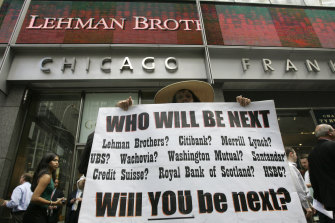 LEHMAN BROTH
CHICAGO FRAN
WHO WILL BE NEXT
Lehman Brothers? Citibank? Merrill Lynch?
UBS? Wachovia? Washington Mutual? Santander
Credit Suisse? Royal Bank of Scotland? HSBC?
Will YOU be next?